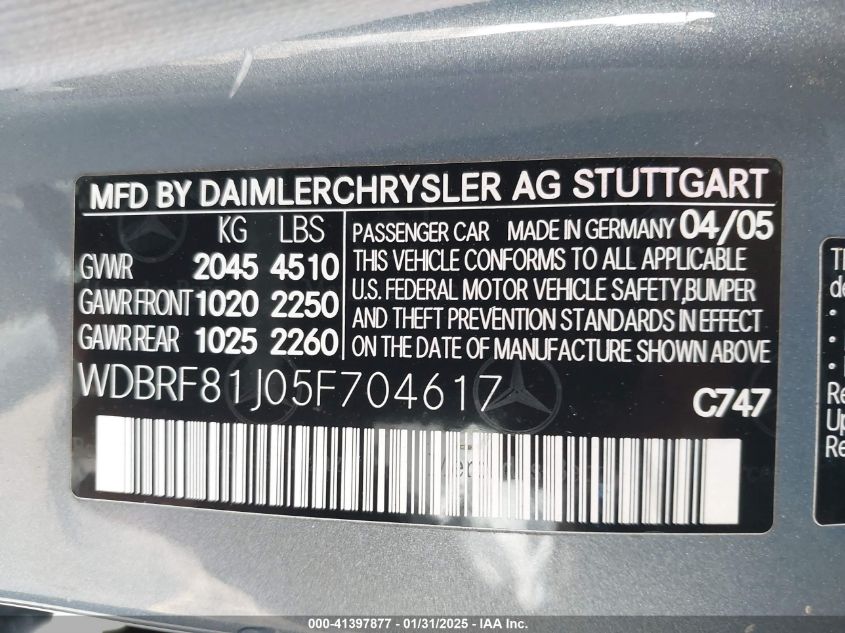 MFD BY DAIMLERCHRYSLER AG STUTTGART
KG LBS
GVWR 2045 4510
GAWR FRONT 1020 2250
GAWR REAR 1025 2260
PASSENGER CAR MADE IN GERMANY 04/05
THIS VEHICLE CONFORMS TO ALL APPLICABLE
U.S. FEDERAL MOTOR VEHICLE SAFETY,BUMPER
AND THEFT PREVENTION STANDARDS IN EFFECT
ON THE DATE OF MANUFACTURE SHOWN ABOVE
WDBRF81J05F704617
C747
000-41397877 - 01/31/2025 - © IAA Inc.